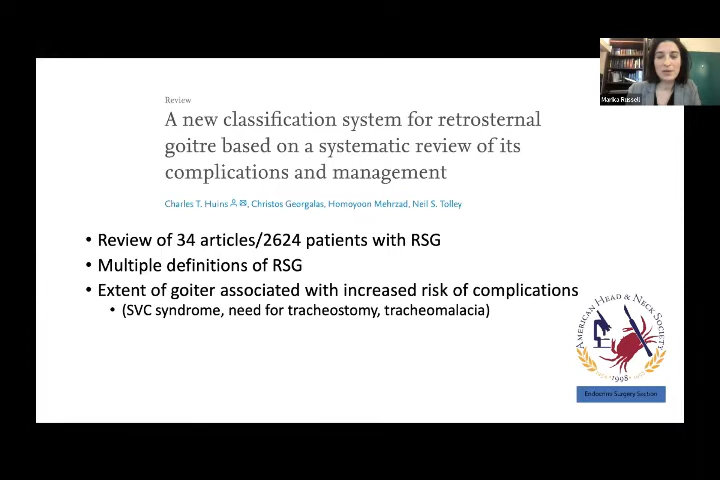 Review
A new classification system for retrosternal
goitre based on a systematic review of its
complications and management
Charles T. Huins, Christos Georgalas, Homoyoon Mehrzad, Neil S. Tolley
• Review of 34 articles/2624 patients with RSG
• Multiple definitions of RSG
• Extent of goiter associated with increased risk of complications
• (SVC syndrome, need for tracheostomy, tracheomalacia)
AMERICAN HEAD & NECK SOCIETY
1998
Endocrine Surgery Section
Marika Russell